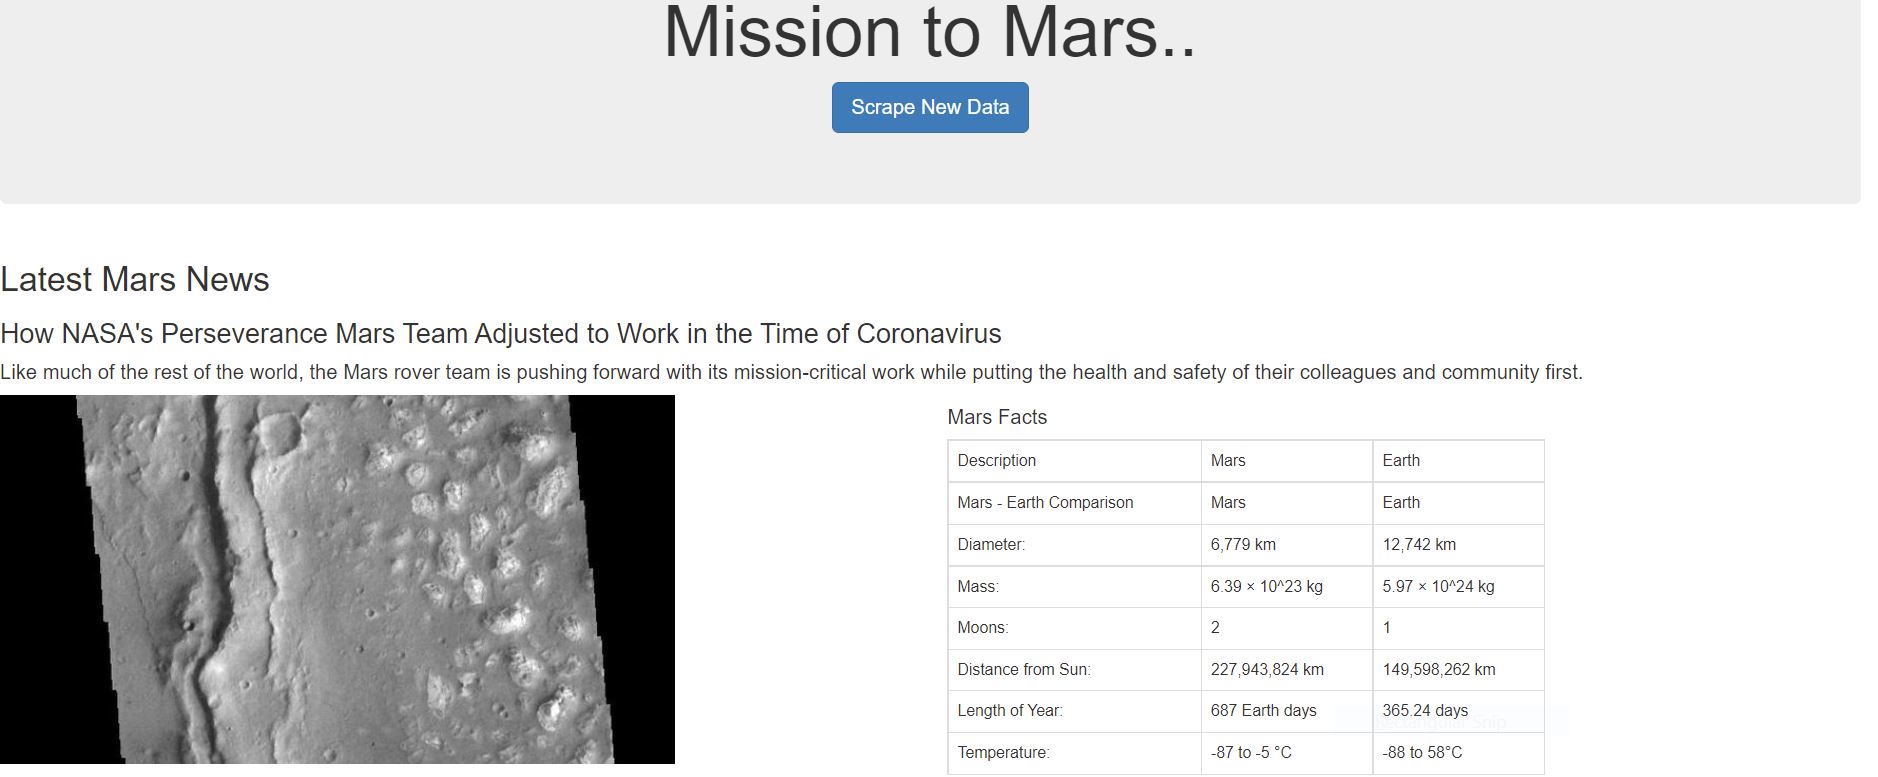 Mission to Mars..
Scrape New Data
Latest Mars News
How NASA's Perseverance Mars Team Adjusted to Work in the Time of Coronavirus
Like much of the rest of the world, the Mars rover team is pushing forward with its mission-critical work while putting the health and safety of their colleagues and community first.
Mars Facts
Description Mars Earth
Mars - Earth Comparison Mars Earth
Diameter: 6,779 km 12,742 km
Mass: 6.39 × 10^23 kg 5.97 × 10^24 kg
Moons: 2 1
Distance from Sun: 227,943,824 km 149,598,262 km
Length of Year: 687 Earth days 365.24 days
Rectangular Snip
Temperature: -87 to -5 °C -88 to 58°C